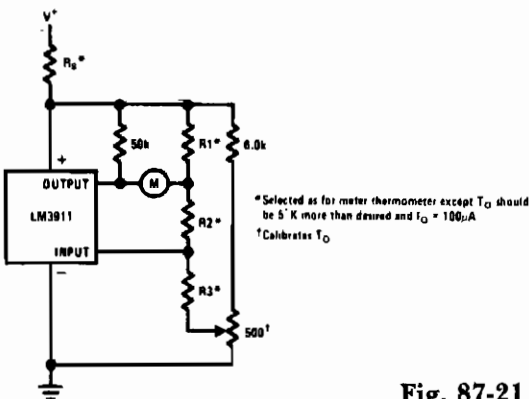 V⁺
Rs*
50k
R1*
6.0k
+
OUTPUT
M
LM3911
R2*
INPUT
−
R3*
500†
*Selected as for meter thermometer except TO should
be 5°K more than desired and IO = 100μA
†Calibrates TO
Fig. 87-21